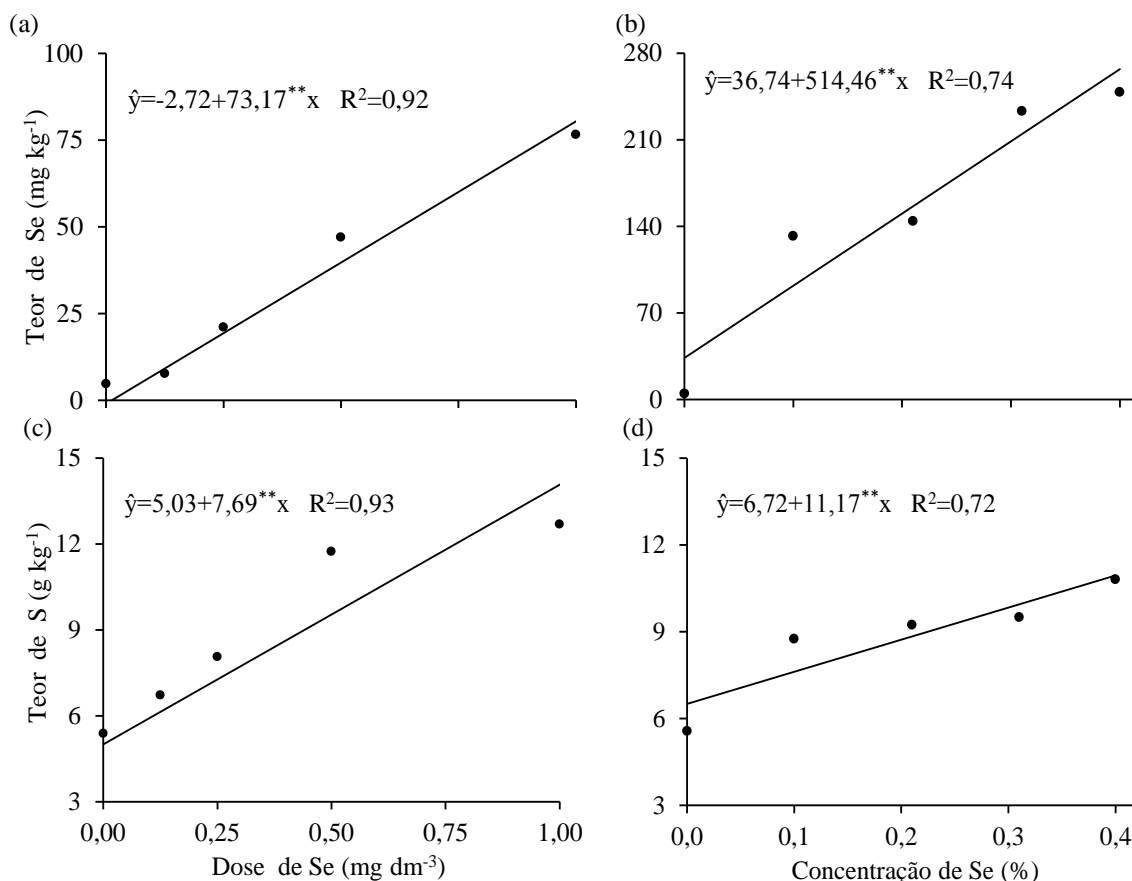 (a)
100
75
50
25
0
Teor de Se (mg kg⁻¹)
ŷ=-2,72+73,17**x R²=0,92
(b)
280
210
140
70
0
ŷ=36,74+514,46**x R²=0,74
(c)
15
12
9
6
3
Teor de S (g kg⁻¹)
ŷ=5,03+7,69**x R²=0,93
0,00 0,25 0,50 0,75 1,00
Dose de Se (mg dm⁻³)
(d)
15
12
9
6
3
ŷ=6,72+11,17**x R²=0,72
0,0 0,1 0,2 0,3 0,4
Concentração de Se (%)